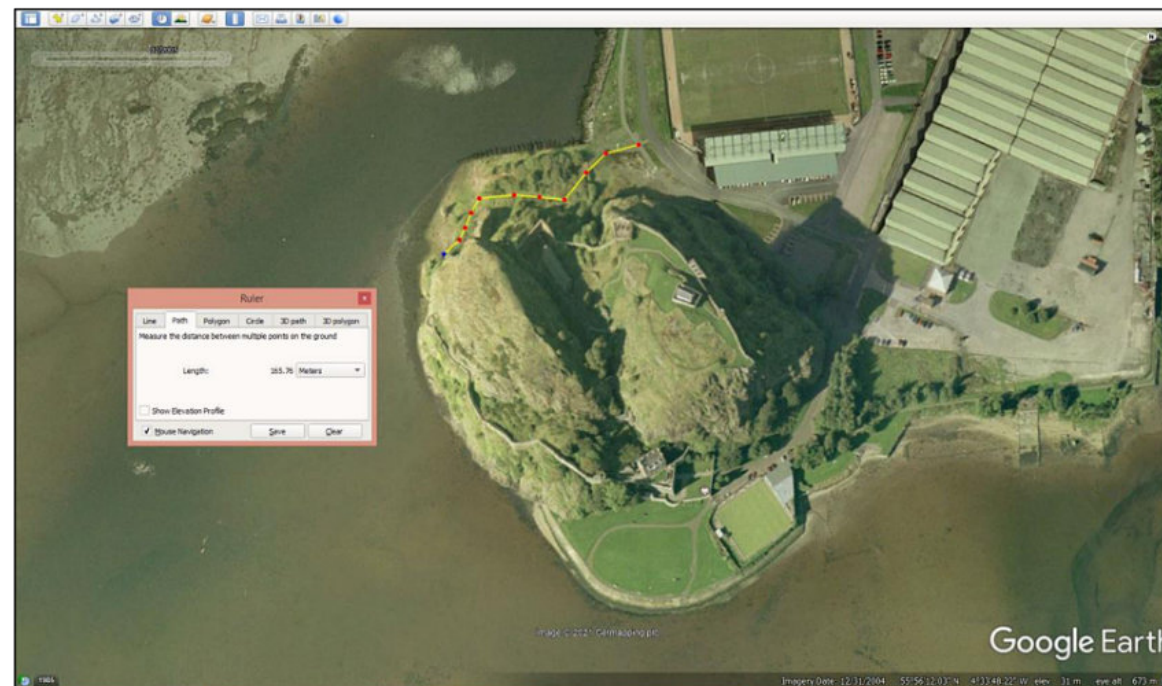 Ruler
Line Path Polygon Circle 3D path 3D polygon
Measure the distance between multiple points on the ground
Length: 165.76 Meters
Show Elevation Profile
Mouse Navigation Save Clear
N
Image © 2021 Getmapping plc
Google Earth
1985
Imagery Date: 12/31/2004 55°56'12.03" N 4°33'48.22" W elev 31 m eye alt 673 m